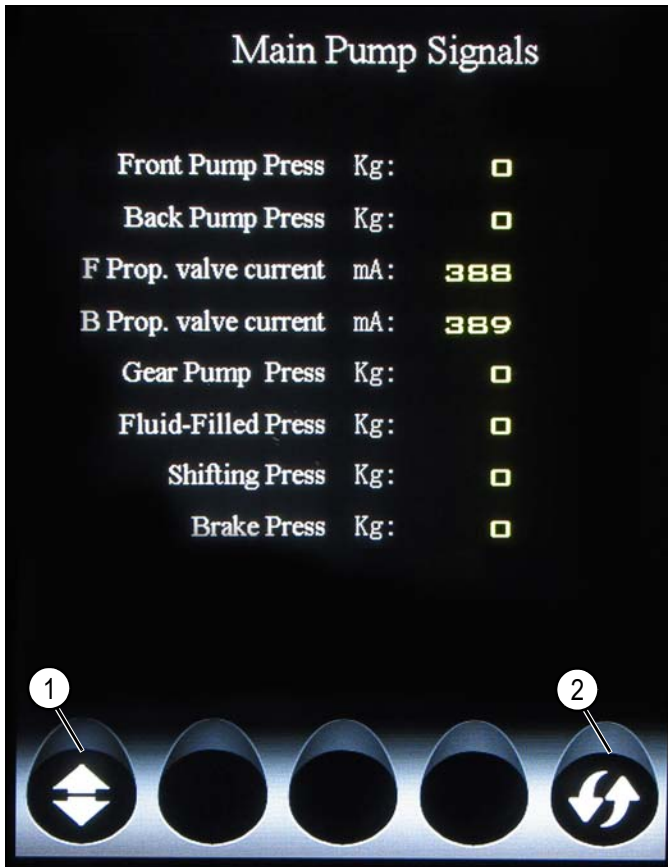 Main Pump Signals
Front Pump Press Kg: 0
Back Pump Press Kg: 0
F Prop. valve current mA: 388
B Prop. valve current mA: 389
Gear Pump Press Kg: 0
Fluid-Filled Press Kg: 0
Shifting Press Kg: 0
Brake Press Kg: 0
1 2